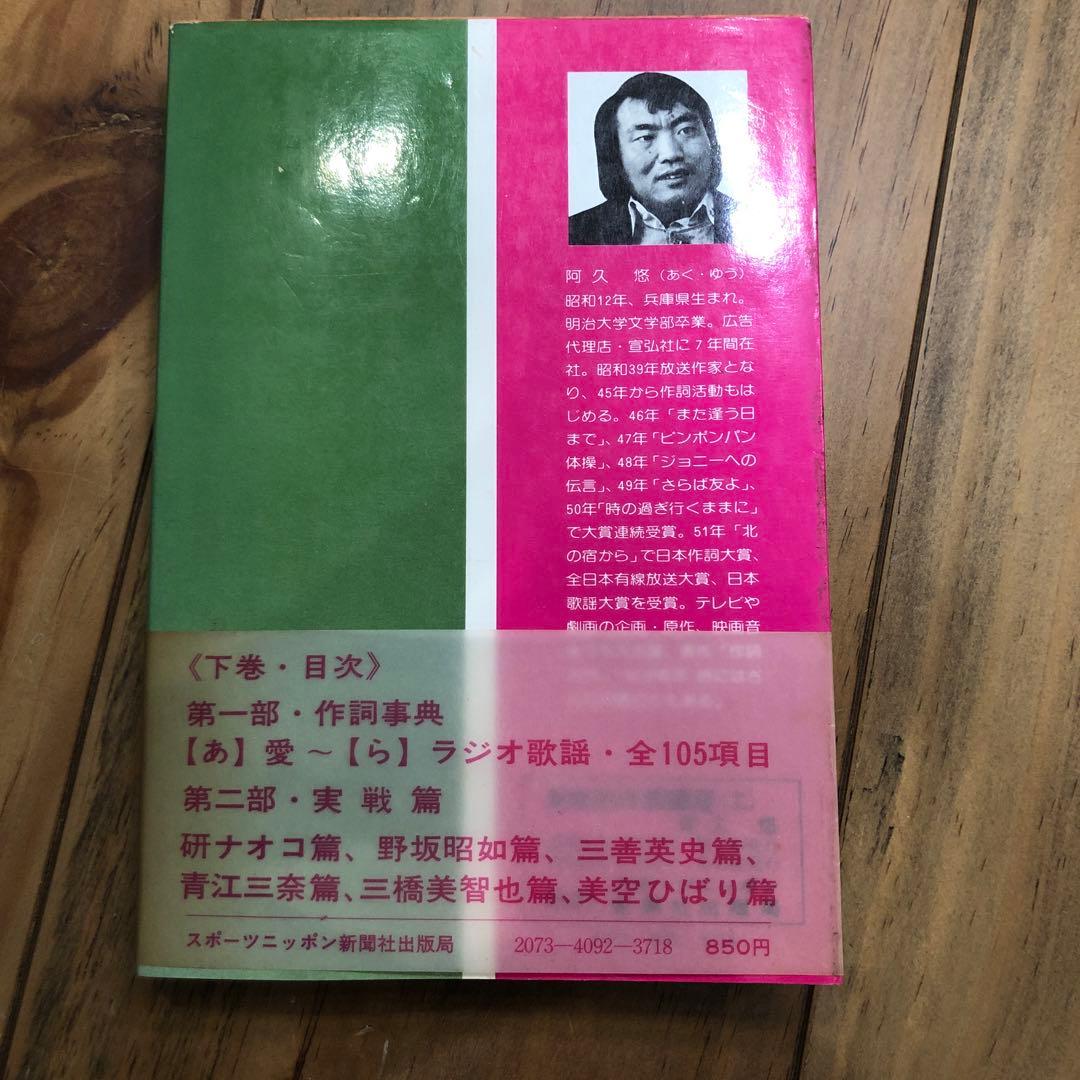 阿久 悠(あく・ゆう)
昭和12年、兵庫県生まれ。
明治大学文学部卒業。広告
代理店・宣弘社に7年間在
社。昭和39年放送作家とな
り、45年から作詞活動もは
じめる。46年「また逢う日
まで」、47年「ピンポンパン
体操」、48年「ジョニーへの
伝言」、49年「さらば友よ」、
50年「時の過ぎ行くままに」
で大賞連続受賞。51年「北
の宿から」で日本作詞大賞、
全日本有線放送大賞、日本
歌謡大賞を受賞。テレビや
劇画の企画・原作、映画音
《下巻・目次》
第一部・作詞事典
【あ】愛～【ら】ラジオ歌謡・全105項目
第二部・実戦篇
研ナオコ篇、野坂昭如篇、三善英史篇、
青江三奈篇、三橋美智也篇、美空ひばり篇
スポーツニッポン新聞社出版局 2073―4092―3718 850円